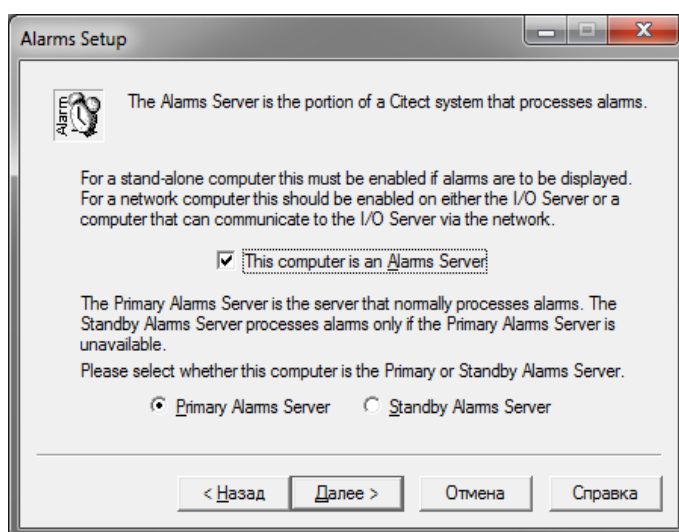 Alarms Setup
Alarm
The Alarms Server is the portion of a Citect system that processes alarms.
For a stand-alone computer this must be enabled if alarms are to be displayed.
For a network computer this should be enabled on either the I/O Server or a
computer that can communicate to the I/O Server via the network.
This computer is an Alarms Server
The Primary Alarms Server is the server that normally processes alarms. The
Standby Alarms Server processes alarms only if the Primary Alarms Server is
unavailable.
Please select whether this computer is the Primary or Standby Alarms Server.
Primary Alarms Server Standby Alarms Server
< Назад Далее > Отмена Справка